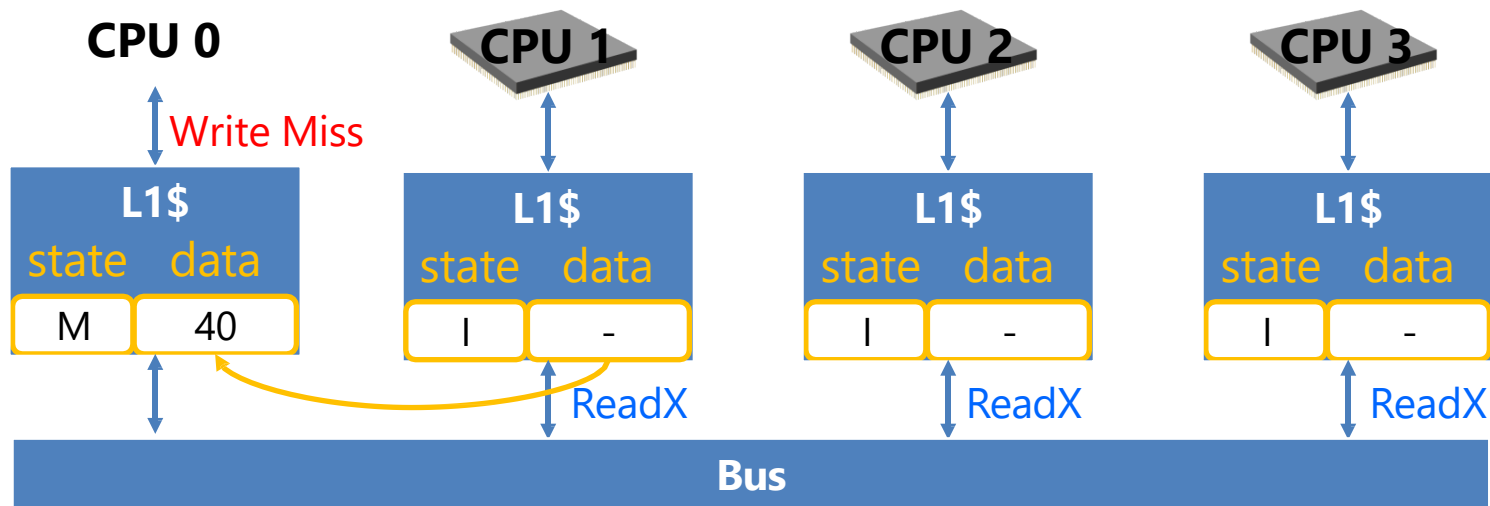 CPU 0 CPU 1 CPU 2 CPU 3
Write Miss
L1$ L1$ L1$ L1$
state data state data state data state data
M 40 I - I - I -
ReadX ReadX ReadX
Bus